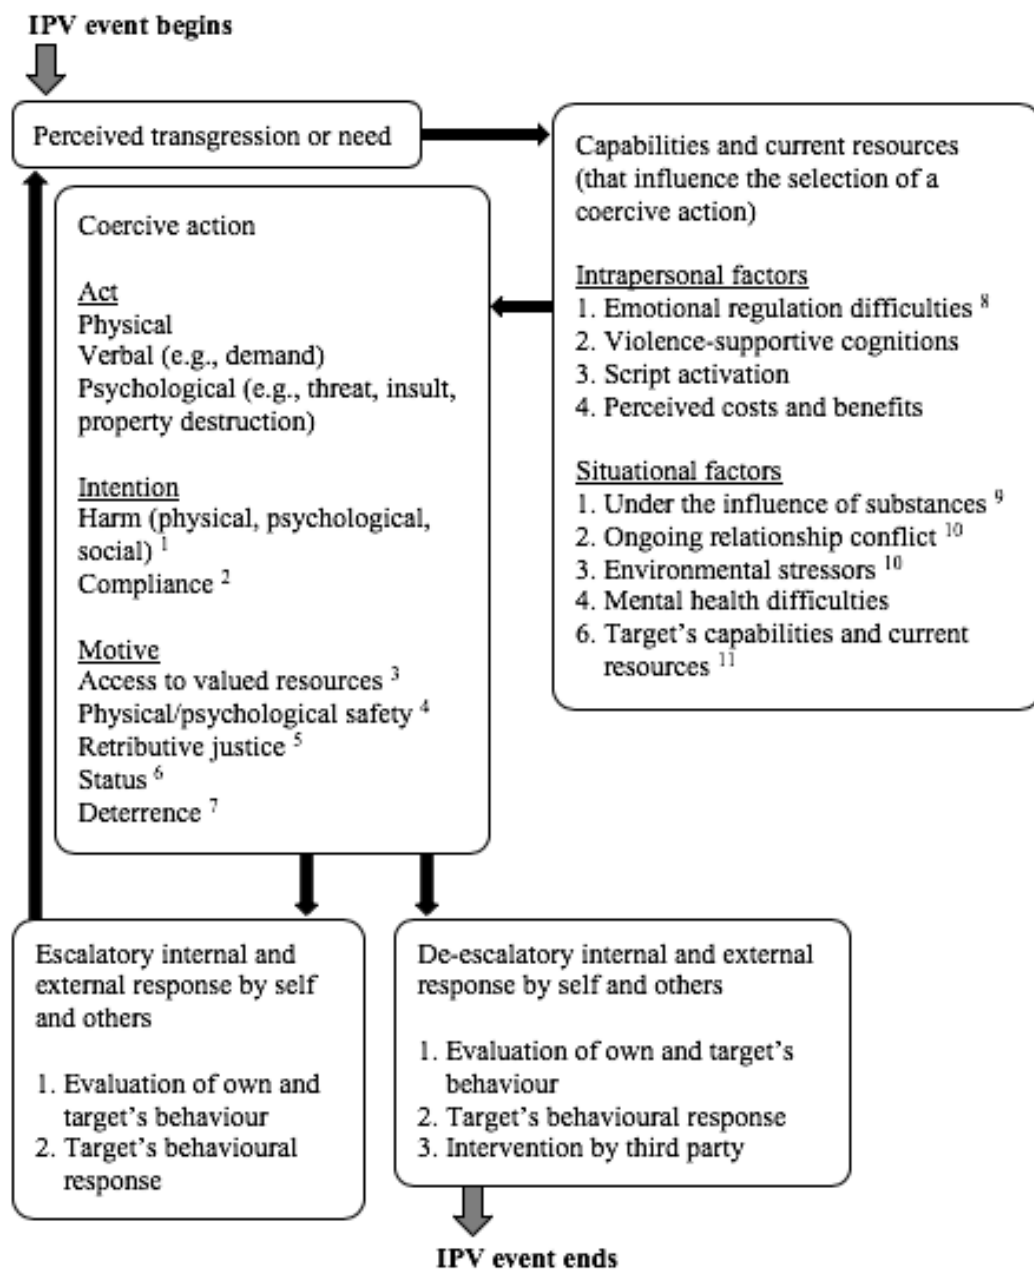 IPV event begins
Perceived transgression or need
Capabilities and current resources
(that influence the selection of a
coercive action)
Intrapersonal factors
1. Emotional regulation difficulties 8
2. Violence-supportive cognitions
3. Script activation
4. Perceived costs and benefits
Situational factors
1. Under the influence of substances 9
2. Ongoing relationship conflict 10
3. Environmental stressors 10
4. Mental health difficulties
6. Target's capabilities and current
resources 11
Coercive action
Act
Physical
Verbal (e.g., demand)
Psychological (e.g., threat, insult,
property destruction)
Intention
Harm (physical, psychological,
social) 1
Compliance 2
Motive
Access to valued resources 3
Physical/psychological safety 4
Retributive justice 5
Status 6
Deterrence 7
Escalatory internal and
external response by self
and others
1. Evaluation of own and
target's behaviour
2. Target's behavioural
response
De-escalatory internal and external
response by self and others
1. Evaluation of own and target's
behaviour
2. Target's behavioural response
3. Intervention by third party
IPV event ends